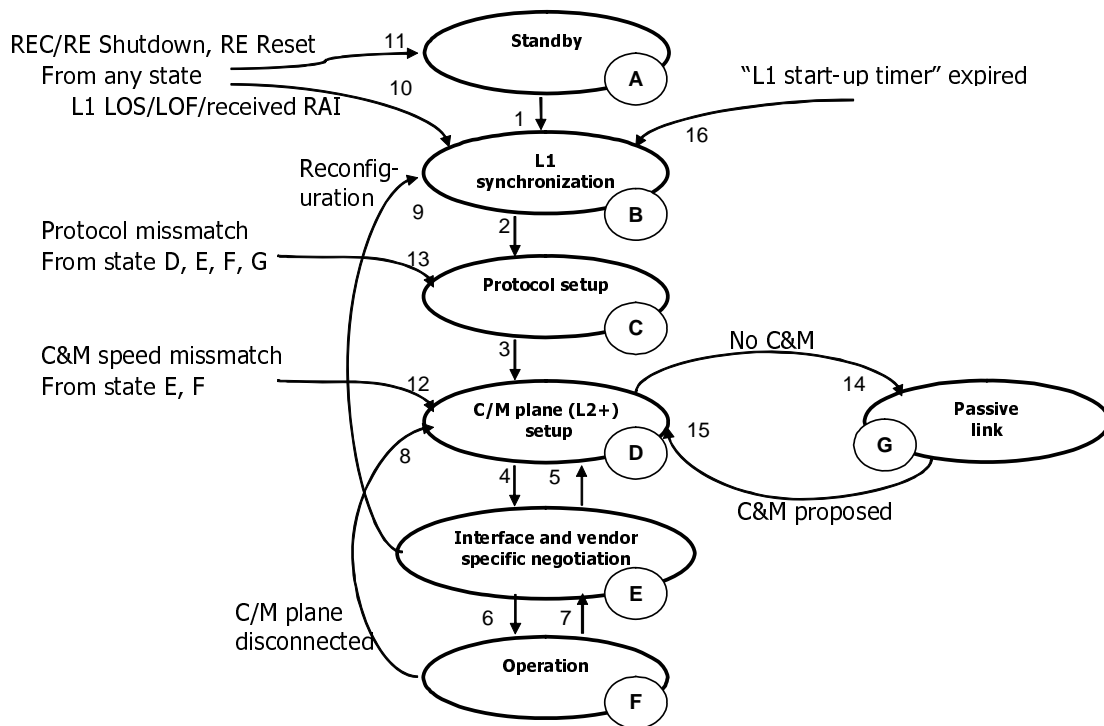 REC/RE Shutdown, RE Reset
From any state
L1 LOS/LOF/received RAI
11
10
Standby
A
"L1 start-up timer" expired
16
1
L1
synchronization
B
Reconfig-
uration
9
2
Protocol missmatch
From state D, E, F, G
13
Protocol setup
C
3
C&M speed missmatch
From state E, F
12
No C&M
14
C/M plane (L2+)
setup
D
15
Passive
link
G
8
4
5
C&M proposed
Interface and vendor
specific negotiation
E
C/M plane
disconnected
6
7
Operation
F